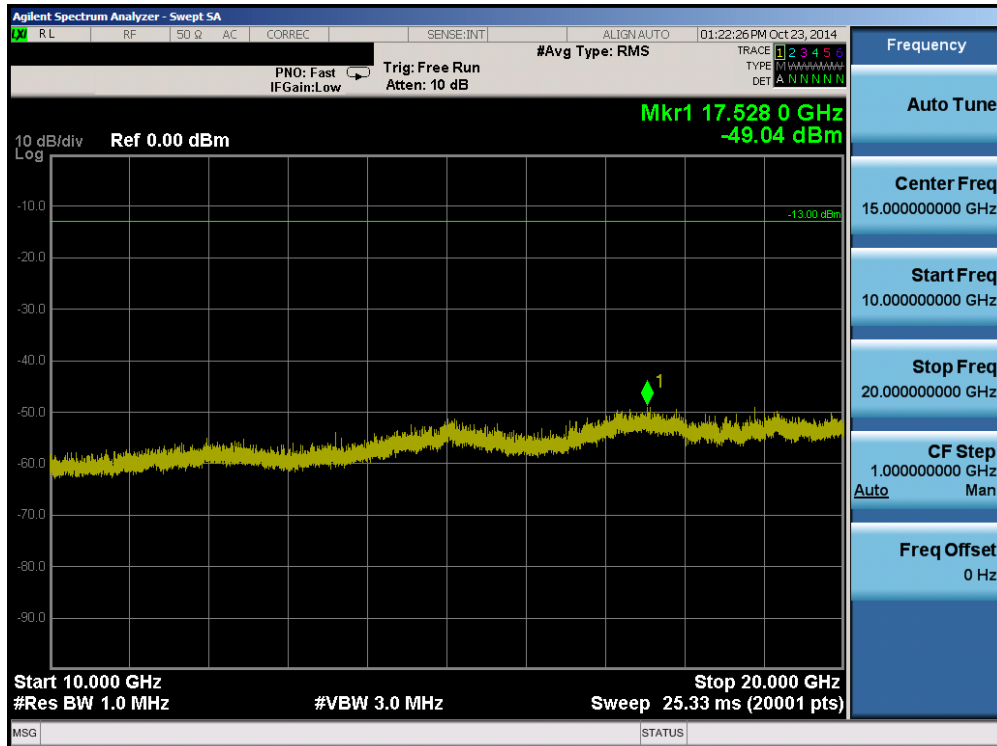 Agilent Spectrum Analyzer - Swept SA
LXI RL RF 50 Ω AC CORREC SENSE:INT ALIGN AUTO 01:22:26 PM Oct 23, 2014
#Avg Type: RMS
TRACE 1 2 3 4 5 6
PNO: Fast Trig: Free Run
TYPE MWWWWW
IFGain:Low Atten: 10 dB
DET A N N N N N
Mkr1 17.528 0 GHz
-49.04 dBm
10 dB/div Ref 0.00 dBm
Log
-10.0
-13.00 dBm
-20.0
-30.0
-40.0
1
-50.0
-60.0
-70.0
-80.0
-90.0
Start 10.000 GHz Stop 20.000 GHz
#Res BW 1.0 MHz #VBW 3.0 MHz Sweep 25.33 ms (20001 pts)
MSG STATUS
Frequency
Auto Tune
Center Freq
15.000000000 GHz
Start Freq
10.000000000 GHz
Stop Freq
20.000000000 GHz
CF Step
1.000000000 GHz
Auto Man
Freq Offset
0 Hz